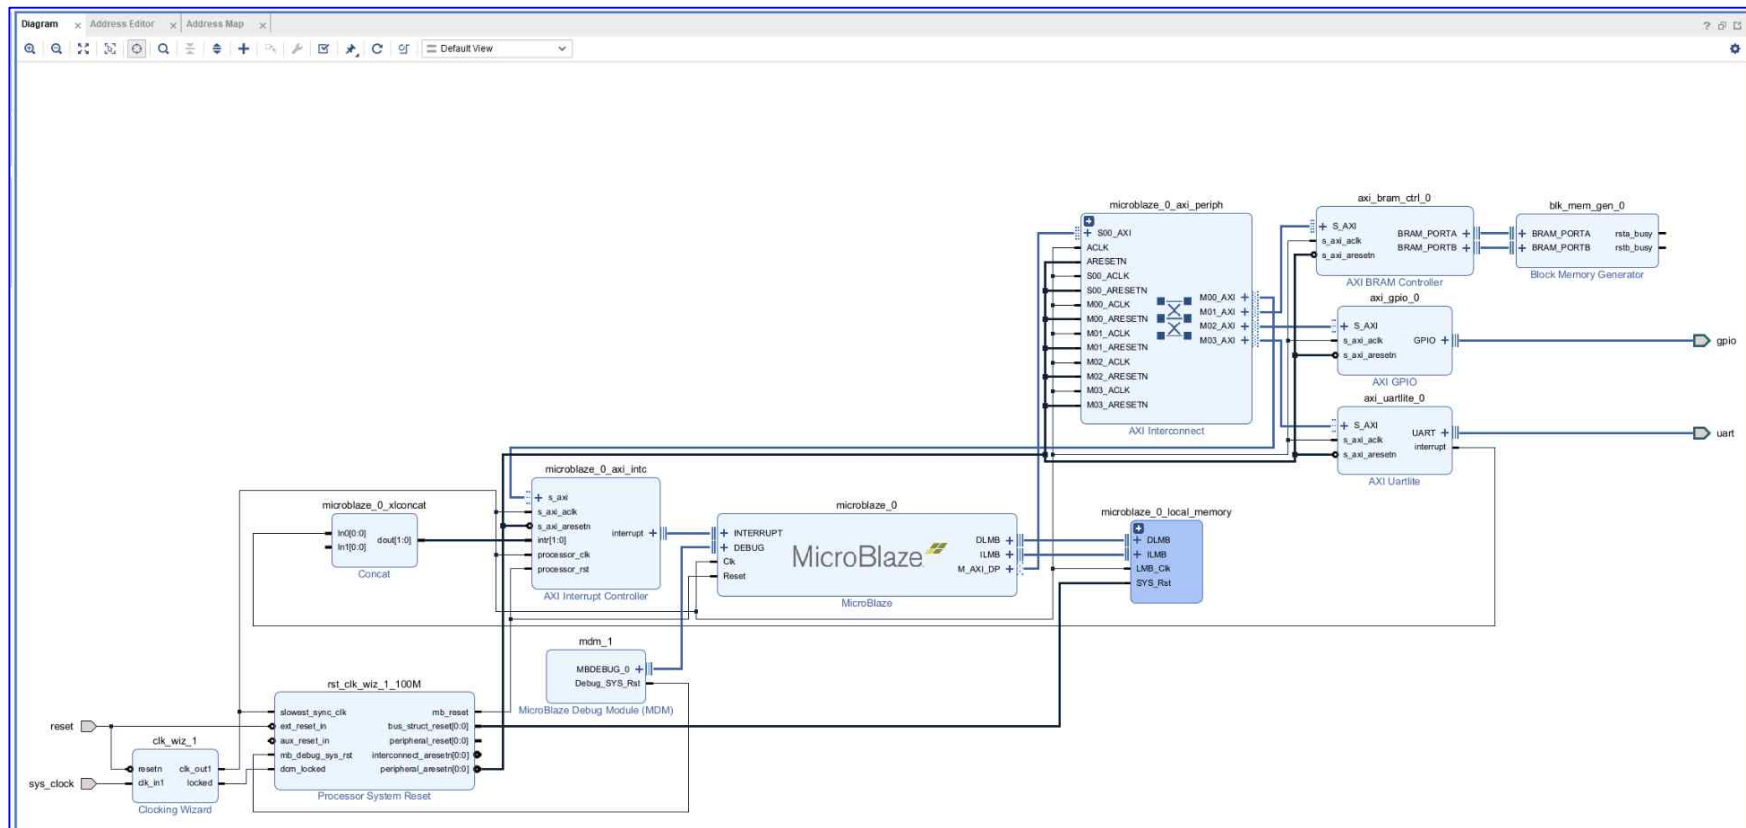 Diagram × Address Editor × Address Map ×
Default View
microblaze_0_axi_periph
S00_AXI
ACLK
ARESETN
S00_ACLK
S00_ARESETN
M00_ACLK
M00_ARESETN
M01_ACLK
M01_ARESETN
M02_ACLK
M02_ARESETN
M03_ACLK
M03_ARESETN
M00_AXI
M01_AXI
M02_AXI
M03_AXI
AXI Interconnect
axi_bram_ctrl_0
S_AXI
s_axi_aclk
s_axi_aresetn
BRAM_PORTA
BRAM_PORTB
AXI BRAM Controller
blk_mem_gen_0
BRAM_PORTA
BRAM_PORTB
rsta_busy
rstb_busy
Block Memory Generator
axi_gpio_0
S_AXI
s_axi_aclk
s_axi_aresetn
GPIO
AXI GPIO
gpio
axi_uartlite_0
S_AXI
s_axi_aclk
s_axi_aresetn
UART
interrupt
AXI Uartlite
uart
microblaze_0_axi_intc
s_axi
s_axi_aclk
s_axi_aresetn
intr[1:0]
processor_clk
processor_rst
interrupt
AXI Interrupt Controller
microblaze_0_xlconcat
In0[0:0]
In1[0:0]
dout[1:0]
Concat
microblaze_0
INTERRUPT
DEBUG
Clk
Reset
MicroBlaze
DLMB
ILMB
M_AXI_DP
MicroBlaze
microblaze_0_local_memory
DLMB
ILMB
LMB_Clk
SYS_Rst
mdm_1
MBDEBUG_0
Debug_SYS_Rst
MicroBlaze Debug Module (MDM)
rst_clk_wiz_1_100M
slowest_sync_clk
ext_reset_in
aux_reset_in
mb_debug_sys_rst
dcm_locked
mb_reset
bus_struct_reset[0:0]
peripheral_reset[0:0]
interconnect_aresetn[0:0]
peripheral_aresetn[0:0]
Processor System Reset
reset
sys_clock
clk_wiz_1
resetn
clk_in1
clk_out1
locked
Clocking Wizard